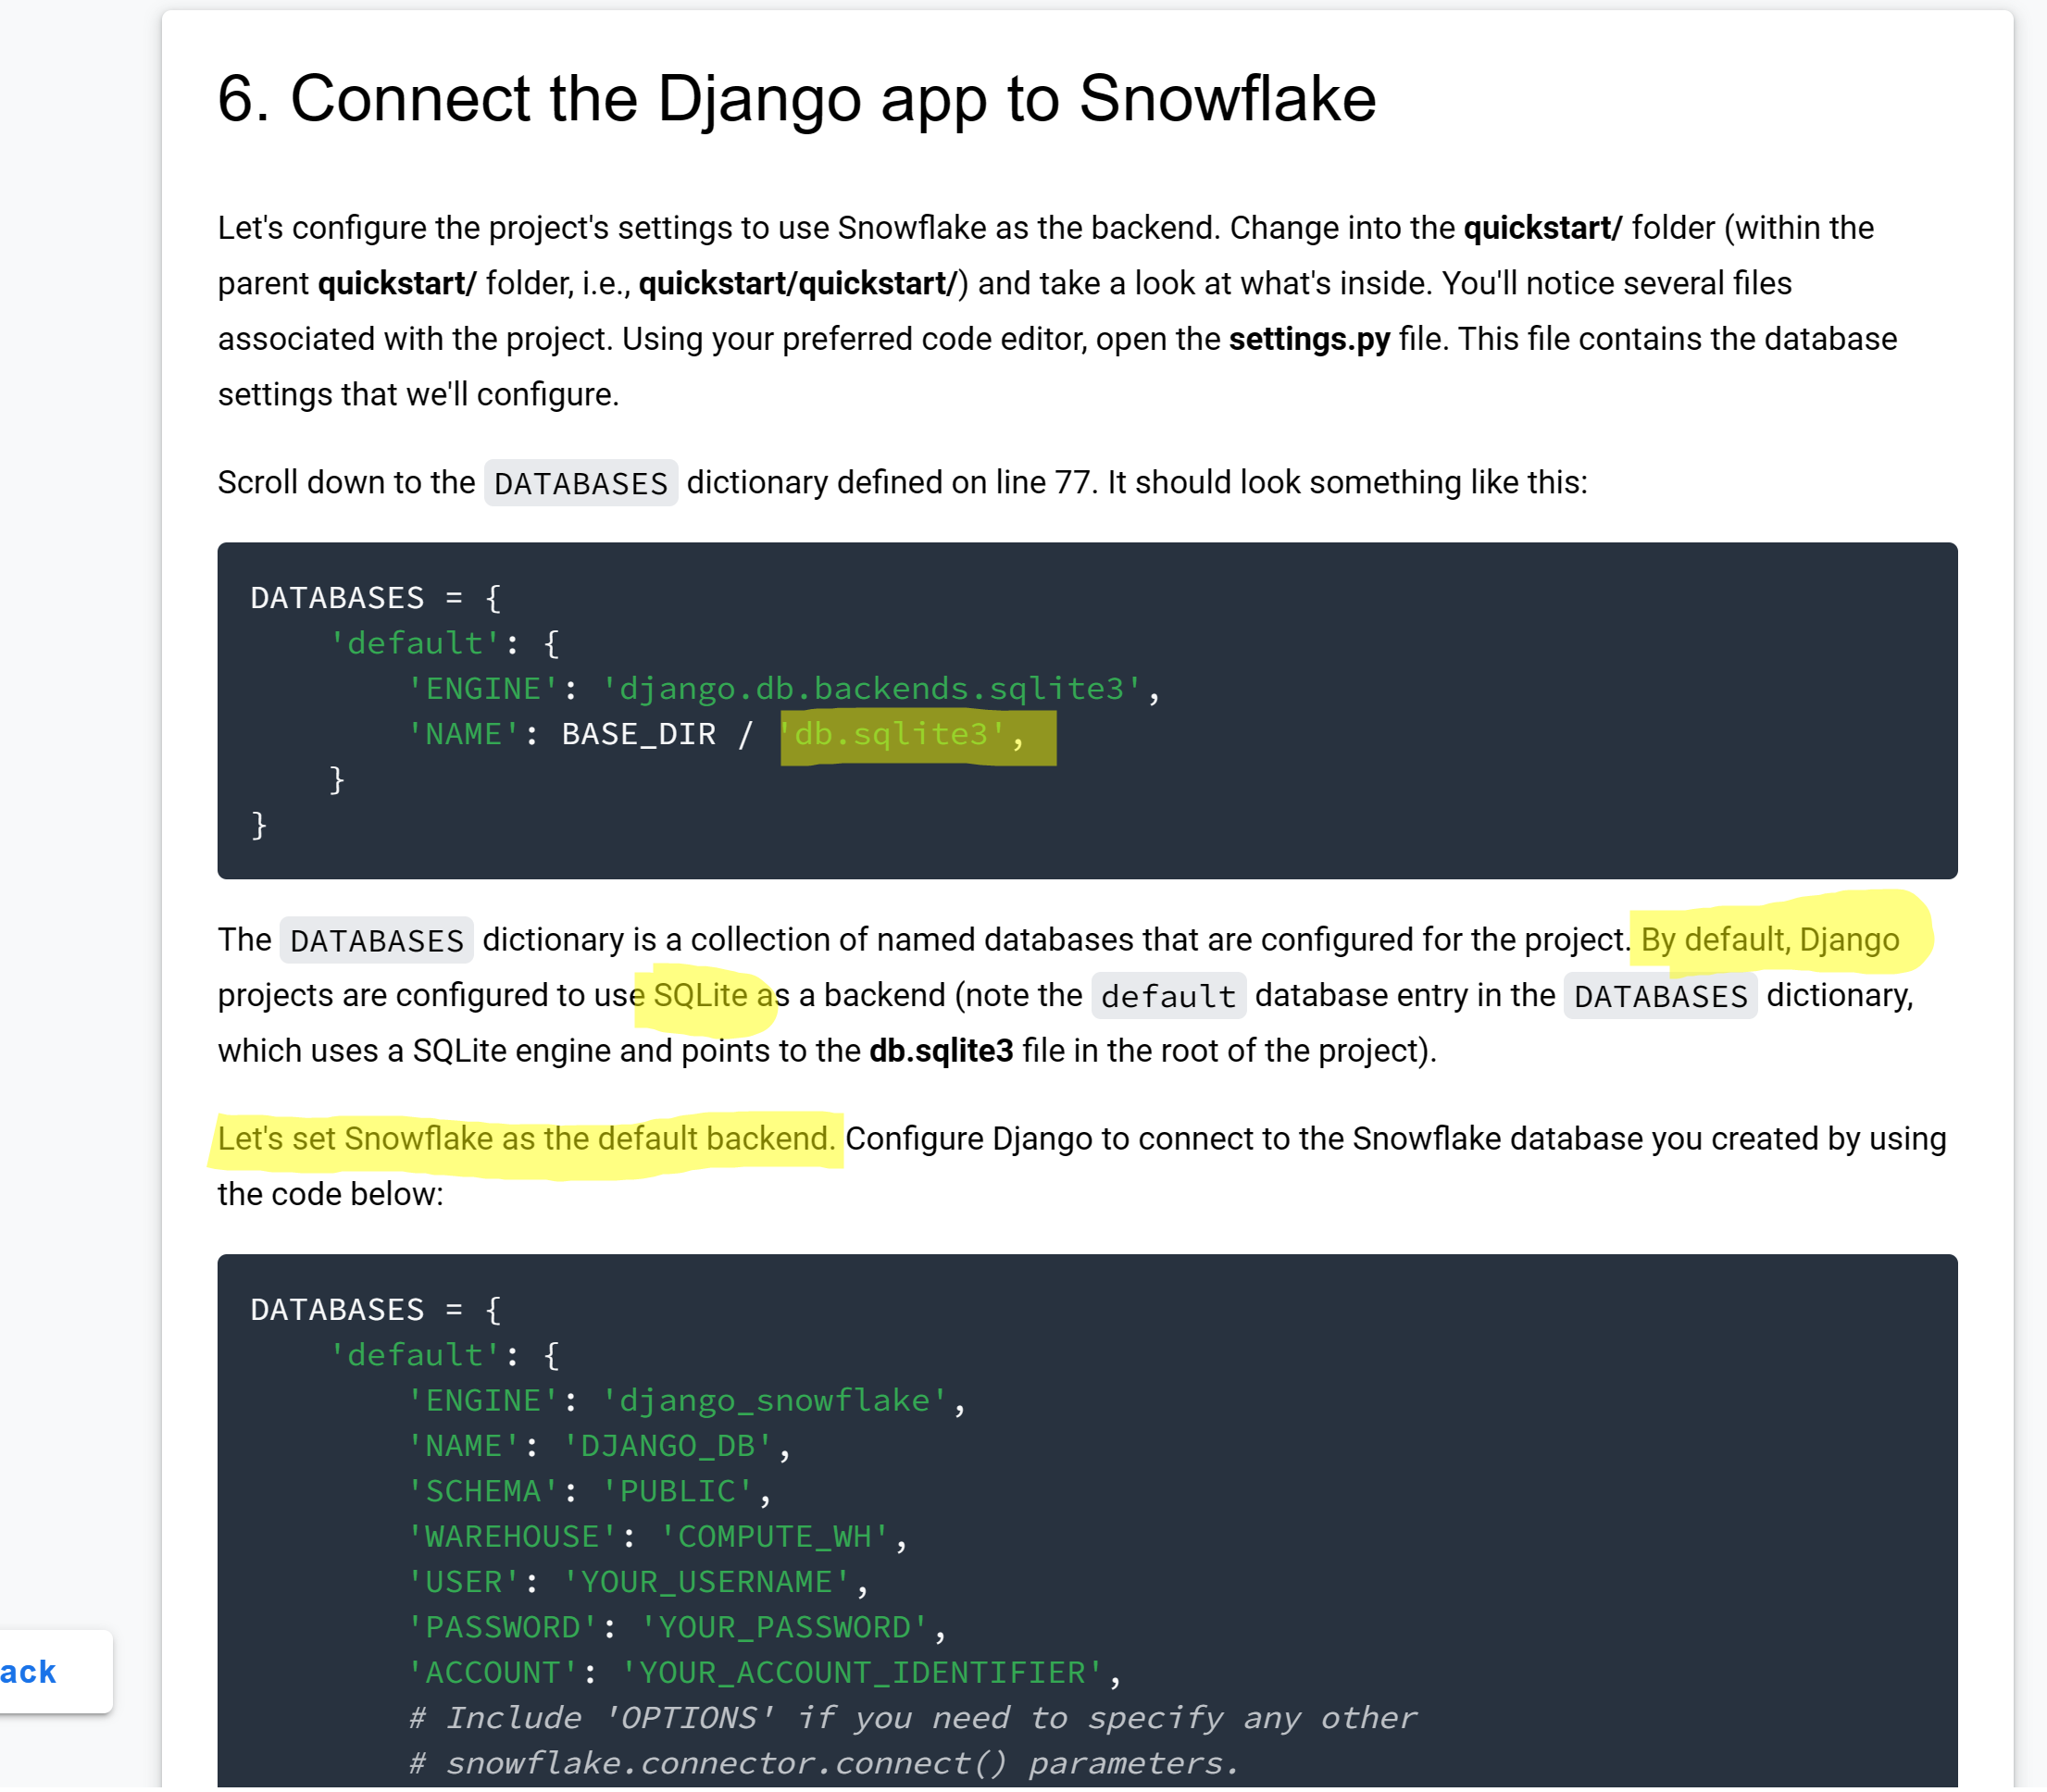 6. Connect the Django app to Snowflake
Let's configure the project's settings to use Snowflake as the backend. Change into the quickstart/ folder (within the
parent quickstart/ folder, i.e., quickstart/quickstart/) and take a look at what's inside. You'll notice several files
associated with the project. Using your preferred code editor, open the settings.py file. This file contains the database
settings that we'll configure.
Scroll down to the DATABASES dictionary defined on line 77. It should look something like this:
DATABASES = {
    'default': {
        'ENGINE': 'django.db.backends.sqlite3',
        'NAME': BASE_DIR / 'db.sqlite3',
    }
}
The DATABASES dictionary is a collection of named databases that are configured for the project. By default, Django
projects are configured to use SQLite as a backend (note the default database entry in the DATABASES dictionary,
which uses a SQLite engine and points to the db.sqlite3 file in the root of the project).
Let's set Snowflake as the default backend. Configure Django to connect to the Snowflake database you created by using
the code below:
DATABASES = {
    'default': {
        'ENGINE': 'django_snowflake',
        'NAME': 'DJANGO_DB',
        'SCHEMA': 'PUBLIC',
        'WAREHOUSE': 'COMPUTE_WH',
        'USER': 'YOUR_USERNAME',
        'PASSWORD': 'YOUR_PASSWORD',
        'ACCOUNT': 'YOUR_ACCOUNT_IDENTIFIER',
        # Include 'OPTIONS' if you need to specify any other
        # snowflake.connector.connect() parameters.
ack